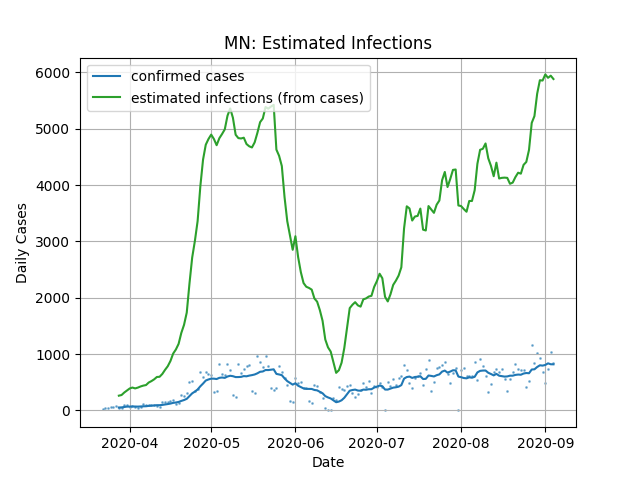 MN: Estimated Infections
confirmed cases
estimated infections (from cases)
6000
5000
4000
3000
2000
1000
0
Daily Cases
2020-04 2020-05 2020-06 2020-07 2020-08 2020-09
Date